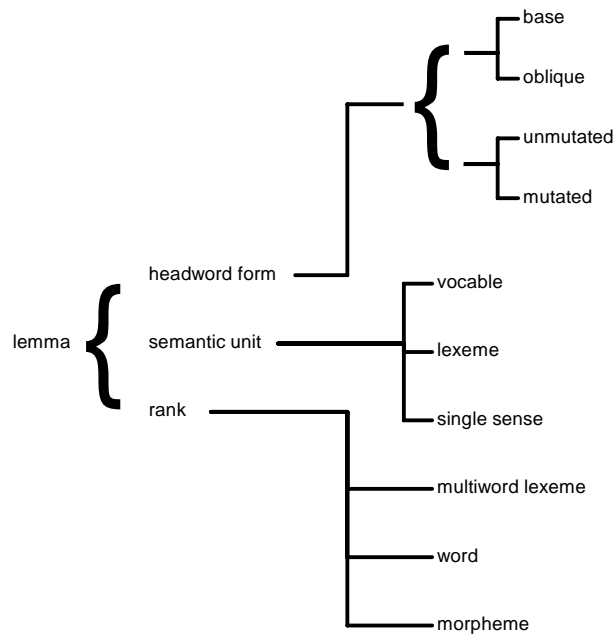 base
oblique
unmutated
mutated
headword form
vocable
lemma
semantic unit
lexeme
rank
single sense
multiword lexeme
word
morpheme